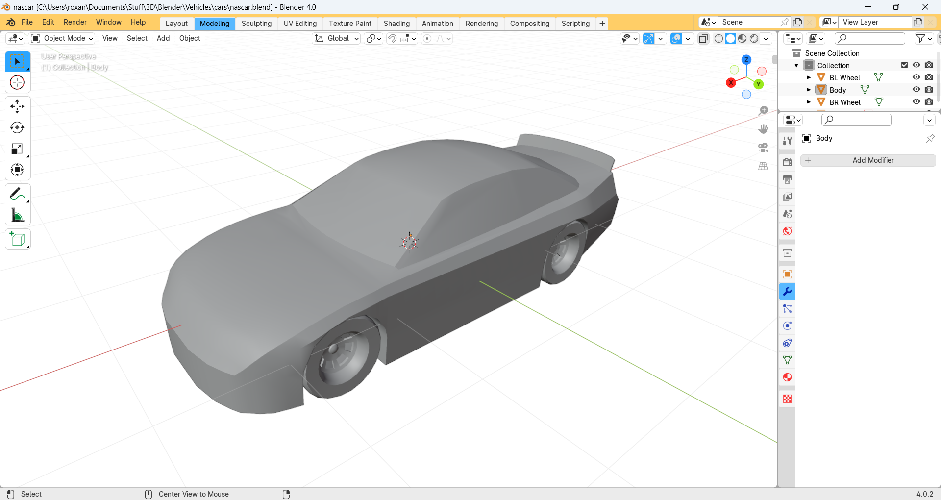 nascar [C:\Users\roxan\Documents\Stuff\3D\Blender\Vehicles\cars\nascar.blend] - Blender 4.0
File Edit Render Window Help Layout Modeling Sculpting UV Editing Texture Paint Shading Animation Rendering Compositing Scripting + Scene View Layer
Object Mode View Select Add Object Global
User Perspective
(1) Collection | Body
Scene Collection
Collection
BL Wheel
Body
BR Wheel
Z
X
Y
Body
+ Add Modifier
Select Center View to Mouse 4.0.2